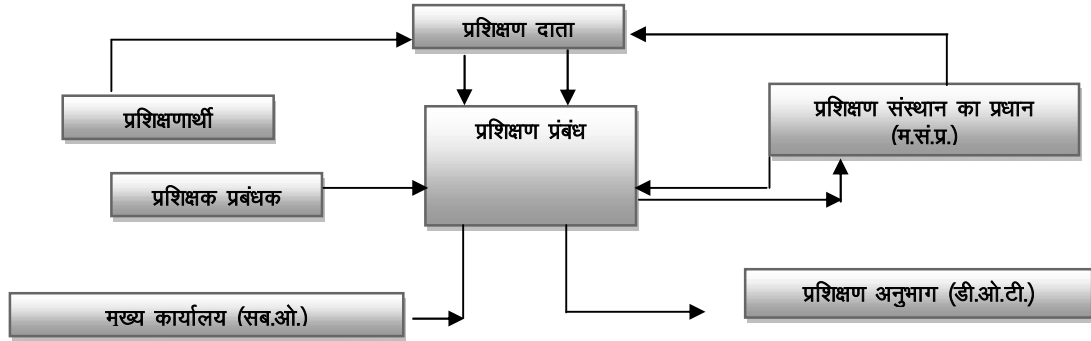 प्रशिक्षण दाता
प्रशिक्षणार्थी
प्रशिक्षण प्रंबंध
प्रशिक्षण संस्थान का प्रधान
(म.सं.प्र.)
प्रशिक्षक प्रबंधक
मख्य कार्यालय (सब.ओ.)
प्रशिक्षण अनुभाग (डी.ओ.टी.)